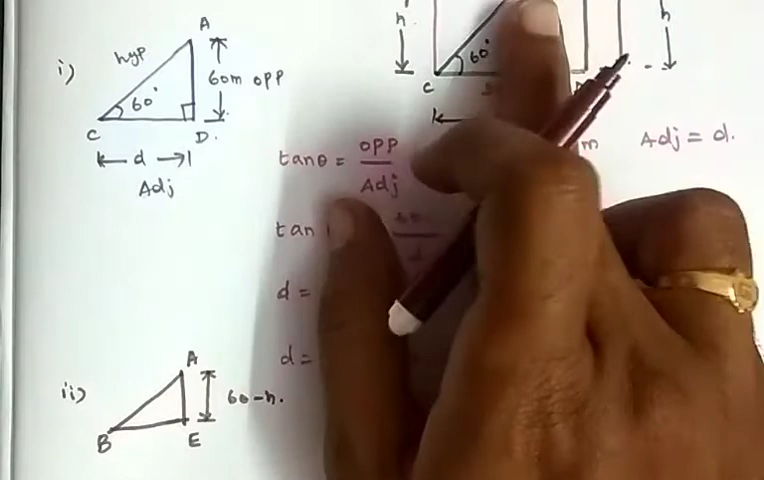 i)
A
hyp
60°
60m opp
C
D.
d
Adj
h
60°
C
h
tanθ = opp / Adj
m
Adj = d.
tan
d =
d =
ii)
A
60-h.
B
E